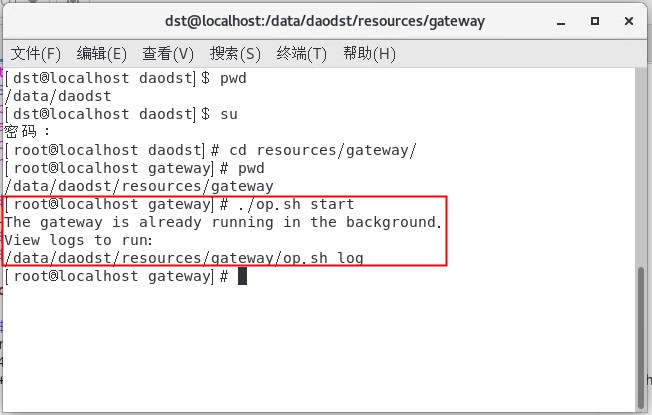 dst@localhost:/data/daodst/resources/gateway
文件(F) 编辑(E) 查看(V) 搜索(S) 终端(T) 帮助(H)
[dst@localhost daodst]$ pwd
/data/daodst
[dst@localhost daodst]$ su
密码：
[root@localhost daodst]# cd resources/gateway/
[root@localhost gateway]# pwd
/data/daodst/resources/gateway
[root@localhost gateway]# ./op.sh start
The gateway is already running in the background.
View logs to run:
/data/daodst/resources/gateway/op.sh log
[root@localhost gateway]#